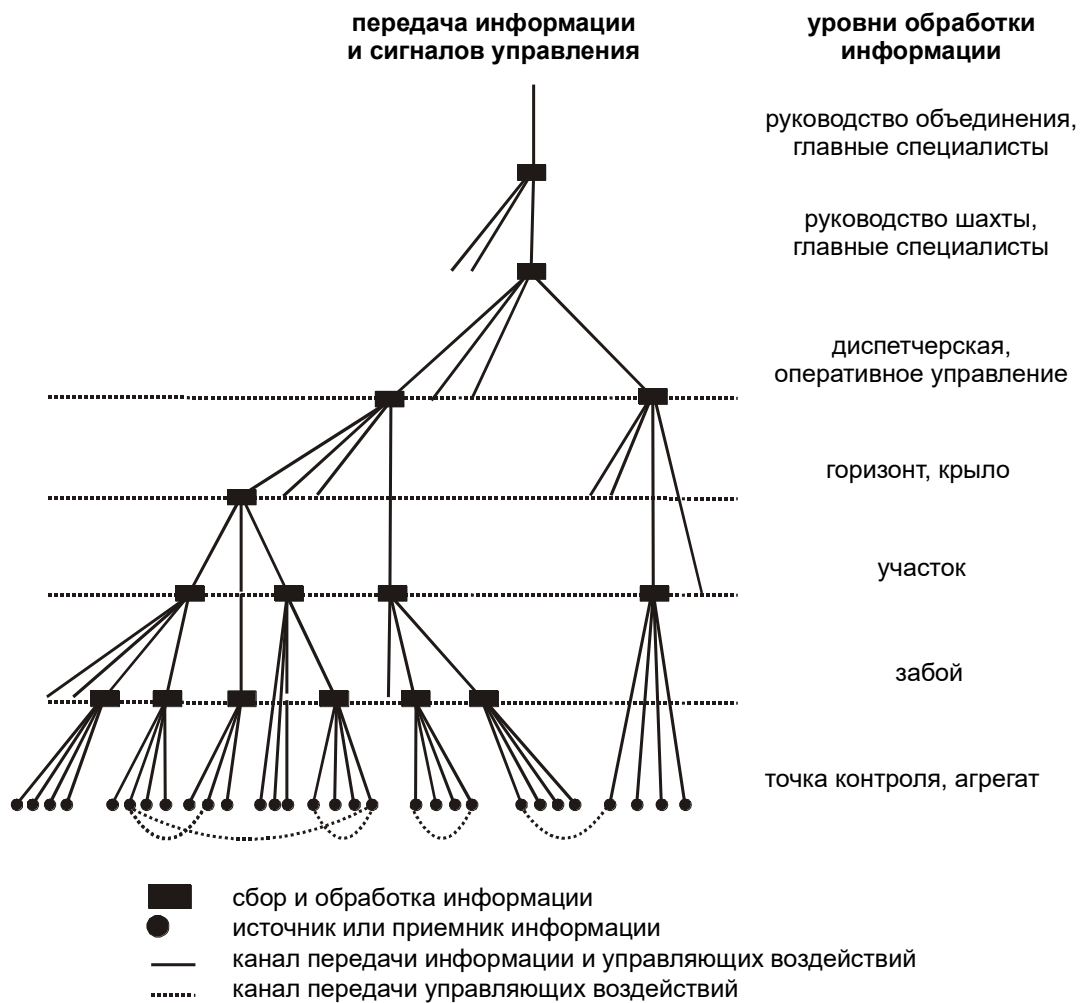 передача информации
и сигналов управления
уровни обработки
информации
руководство объединения,
главные специалисты
руководство шахты,
главные специалисты
диспетчерская,
оперативное управление
горизонт, крыло
участок
забой
точка контроля, агрегат
сбор и обработка информации
источник или приемник информации
канал передачи информации и управляющих воздействий
канал передачи управляющих воздействий